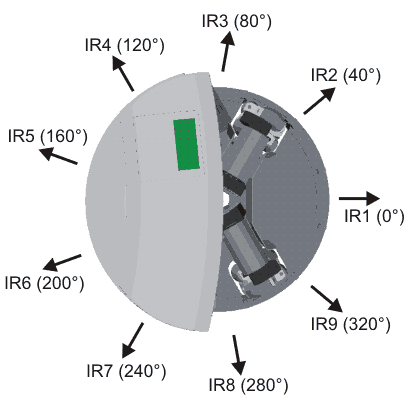 IR3 (80°)
IR4 (120°)
IR2 (40°)
IR5 (160°)
IR1 (0°)
IR6 (200°)
IR9 (320°)
IR7 (240°)
IR8 (280°)